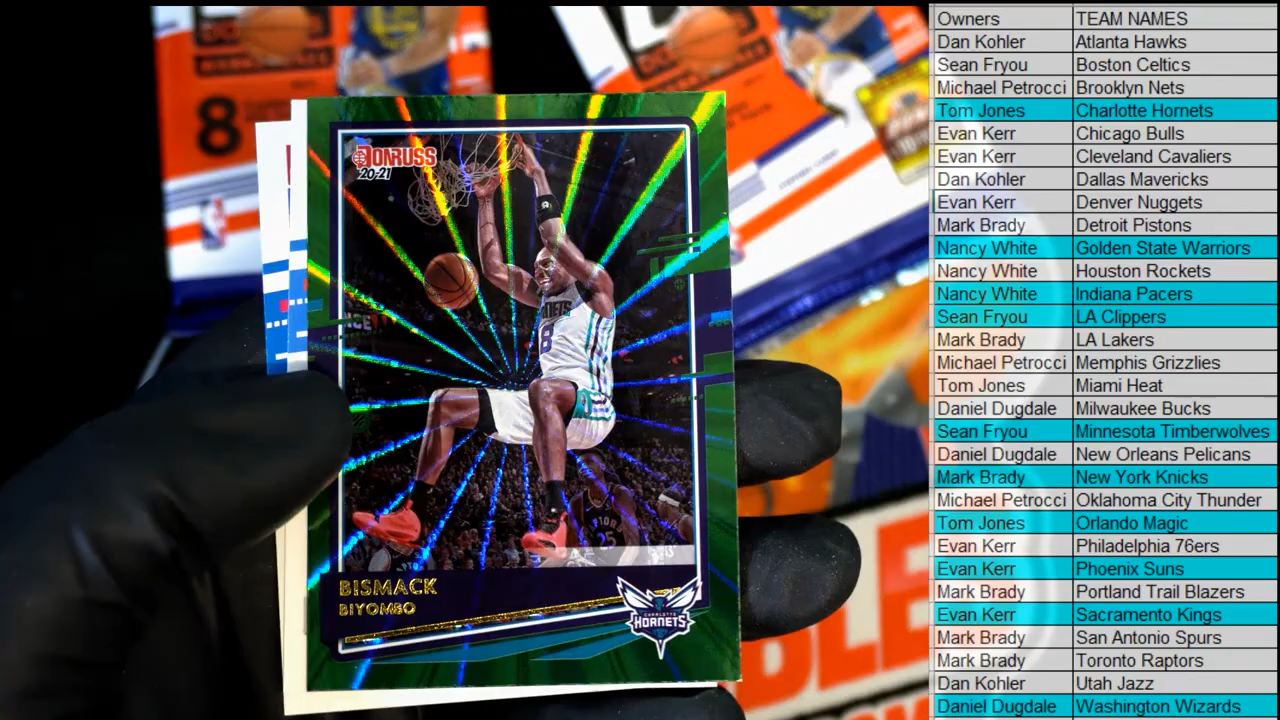 8
DONRUSS
20-21
NETS
8
25
BISMACK
BIYOMBO
CHARLOTTE
HORNETS
BLE
Owners TEAM NAMES
Dan Kohler Atlanta Hawks
Sean Fryou Boston Celtics
Michael Petrocci Brooklyn Nets
Tom Jones Charlotte Hornets
Evan Kerr Chicago Bulls
Evan Kerr Cleveland Cavaliers
Dan Kohler Dallas Mavericks
Evan Kerr Denver Nuggets
Mark Brady Detroit Pistons
Nancy White Golden State Warriors
Nancy White Houston Rockets
Nancy White Indiana Pacers
Sean Fryou LA Clippers
Mark Brady LA Lakers
Michael Petrocci Memphis Grizzlies
Tom Jones Miami Heat
Daniel Dugdale Milwaukee Bucks
Sean Fryou Minnesota Timberwolves
Daniel Dugdale New Orleans Pelicans
Mark Brady New York Knicks
Michael Petrocci Oklahoma City Thunder
Tom Jones Orlando Magic
Evan Kerr Philadelphia 76ers
Evan Kerr Phoenix Suns
Mark Brady Portland Trail Blazers
Evan Kerr Sacramento Kings
Mark Brady San Antonio Spurs
Mark Brady Toronto Raptors
Dan Kohler Utah Jazz
Daniel Dugdale Washington Wizards